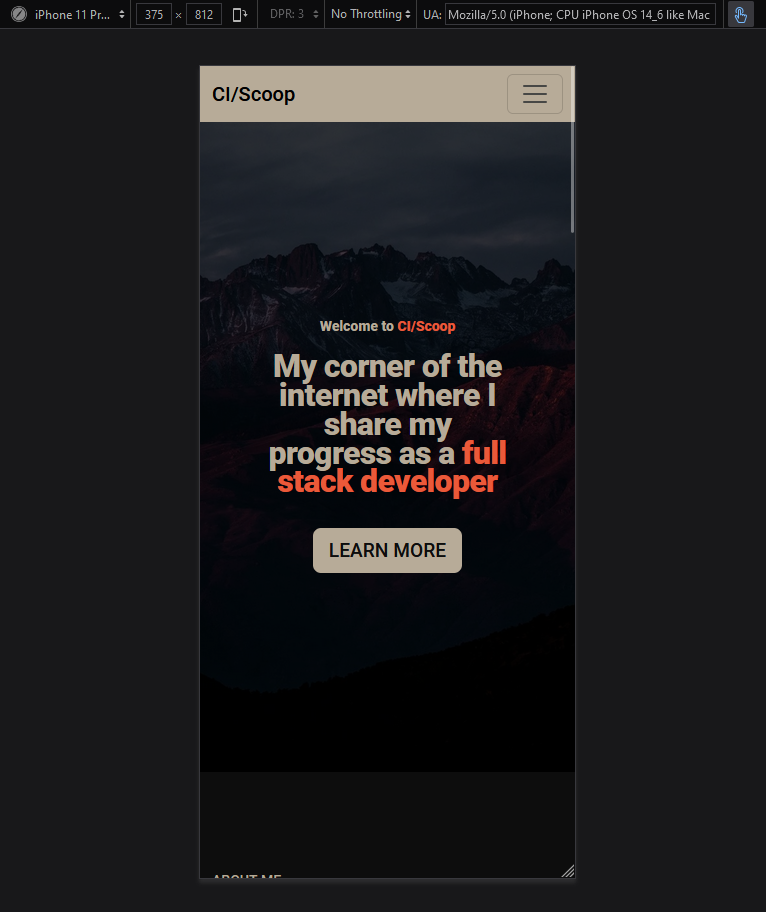 iPhone 11 Pr... 375 × 812 DPR: 3 No Throttling UA: Mozilla/5.0 (iPhone; CPU iPhone OS 14_6 like Mac
CI/Scoop
Welcome to CI/Scoop
My corner of the
internet where I
share my
progress as a full
stack developer
LEARN MORE
ABOUT ME